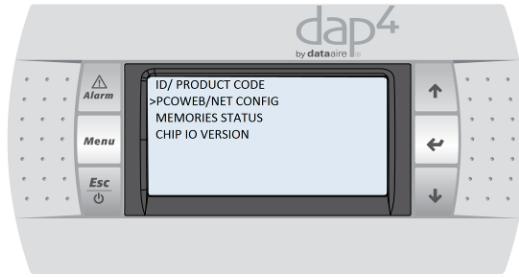 dap4
by dataaire
Alarm
Menu
Esc
ID/ PRODUCT CODE
>PCOWEB/NET CONFIG
MEMORIES STATUS
CHIP IO VERSION